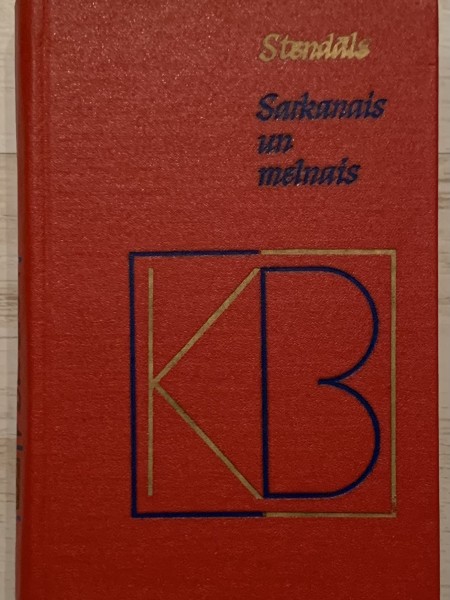 Stendāls
Sarkanais
un
melnais
KB